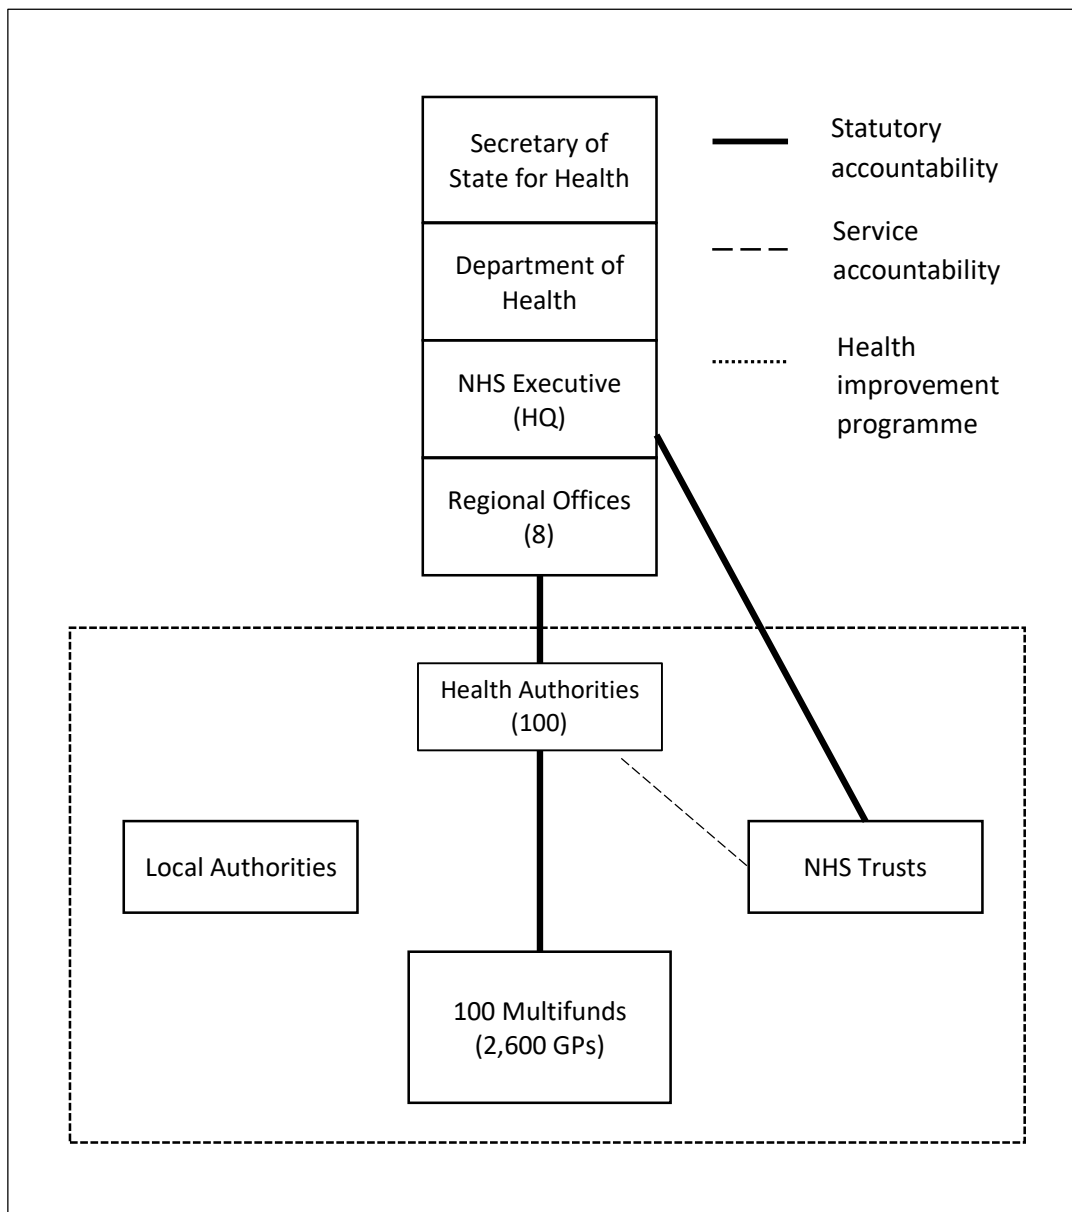 Secretary of
State for Health
Department of
Health
NHS Executive
(HQ)
Regional Offices
(8)
Statutory
accountability
Service
accountability
Health
improvement
programme
Health Authorities
(100)
Local Authorities
NHS Trusts
100 Multifunds
(2,600 GPs)